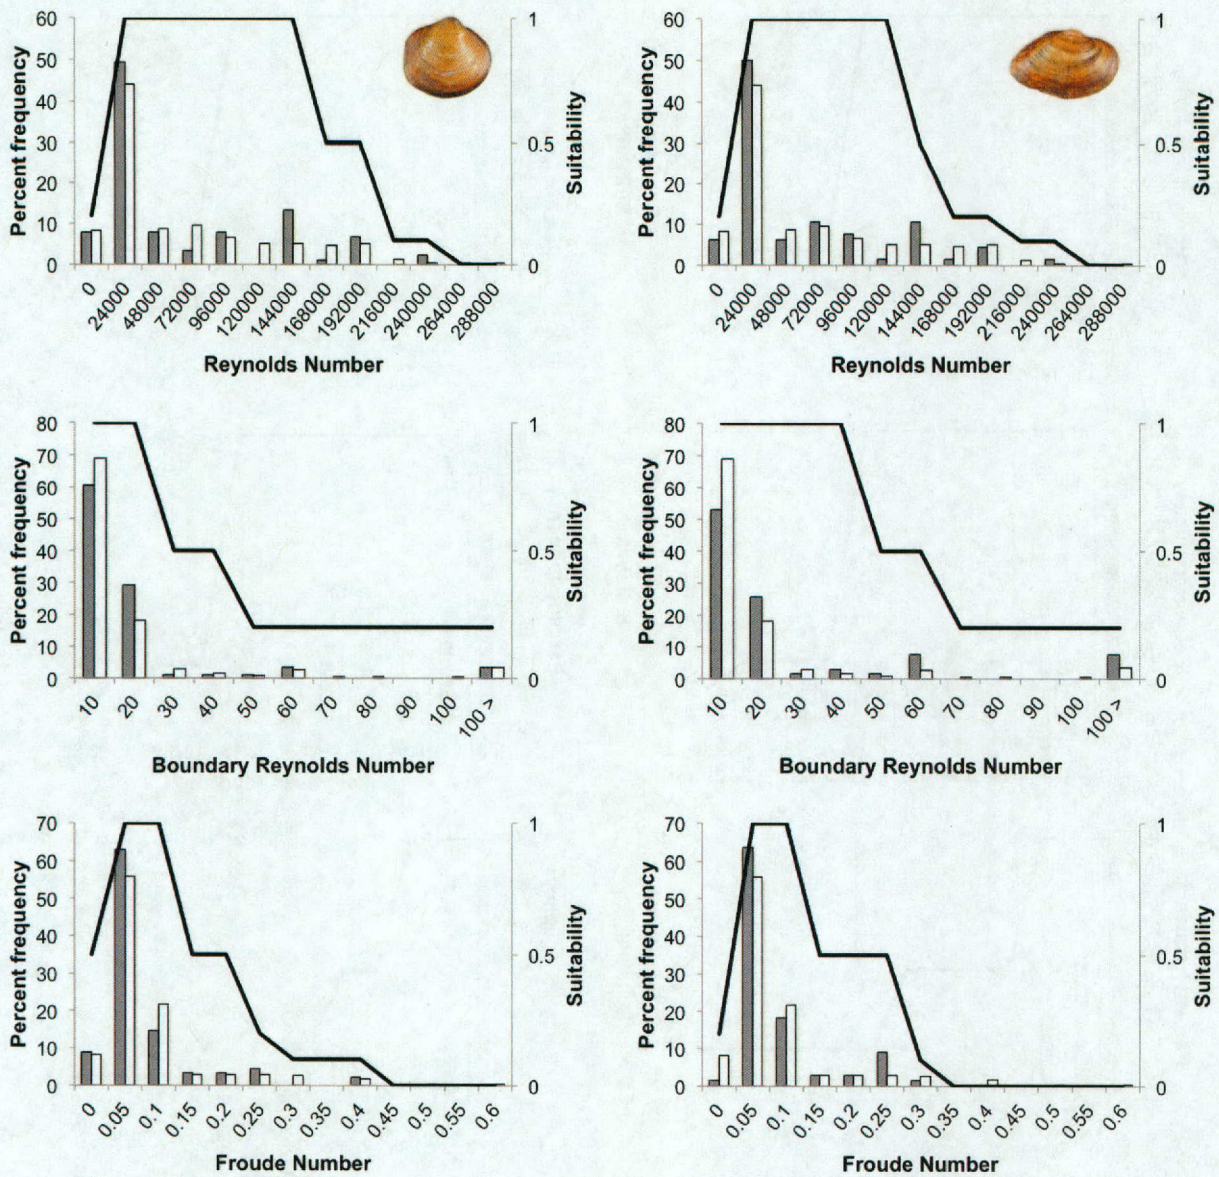 60 1 60 1
50 50
40 40
30 0.5 30 0.5
20 20
10 10
0 0 0 0
Percent frequency Suitability Percent frequency Suitability
0 24000 48000 72000 96000 120000 144000 168000 192000 216000 240000 264000 288000 0 24000 48000 72000 96000 120000 144000 168000 192000 216000 240000 264000 288000
Reynolds Number Reynolds Number
80 1 80 1
70 70
60 60
50 50
40 0.5 40 0.5
30 30
20 20
10 10
0 0 0 0
Percent frequency Suitability Percent frequency Suitability
10 20 30 40 50 60 70 80 90 100 100 > 10 20 30 40 50 60 70 80 90 100 100 >
Boundary Reynolds Number Boundary Reynolds Number
70 1 70 1
60 60
50 50
40 40
30 0.5 30 0.5
20 20
10 10
0 0 0 0
Percent frequency Suitability Percent frequency Suitability
0 0.05 0.1 0.15 0.2 0.25 0.3 0.35 0.4 0.45 0.5 0.55 0.6 0 0.05 0.1 0.15 0.2 0.25 0.3 0.35 0.4 0.45 0.5 0.55 0.6
Froude Number Froude Number